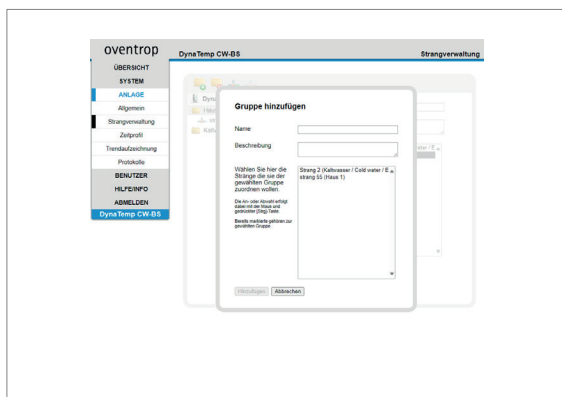 oventrop
DynaTemp CW-BS
Strangverwaltung
ÜBERSICHT
SYSTEM
ANLAGE
Allgemein
Strangverwaltung
Zeitprofil
Trendaufzeichnung
Protokolle
BENUTZER
HILFE/INFO
ABMELDEN
DynaTemp CW-BS
Gruppe hinzufügen
Name
Beschreibung
Wählen Sie hier die
Stränge die sie der
gewählten Gruppe
zuordnen wollen.
Die An- oder Abwahl erfolgt
dabei mit der Maus und
gedrückter [Strg]-Taste.
Bereits markierte gehören zur
gewählten Gruppe.
Strang 2 (Kaltwasser / Cold water / E
strang 55 (Haus 1)
Hinzufügen
Abbrechen